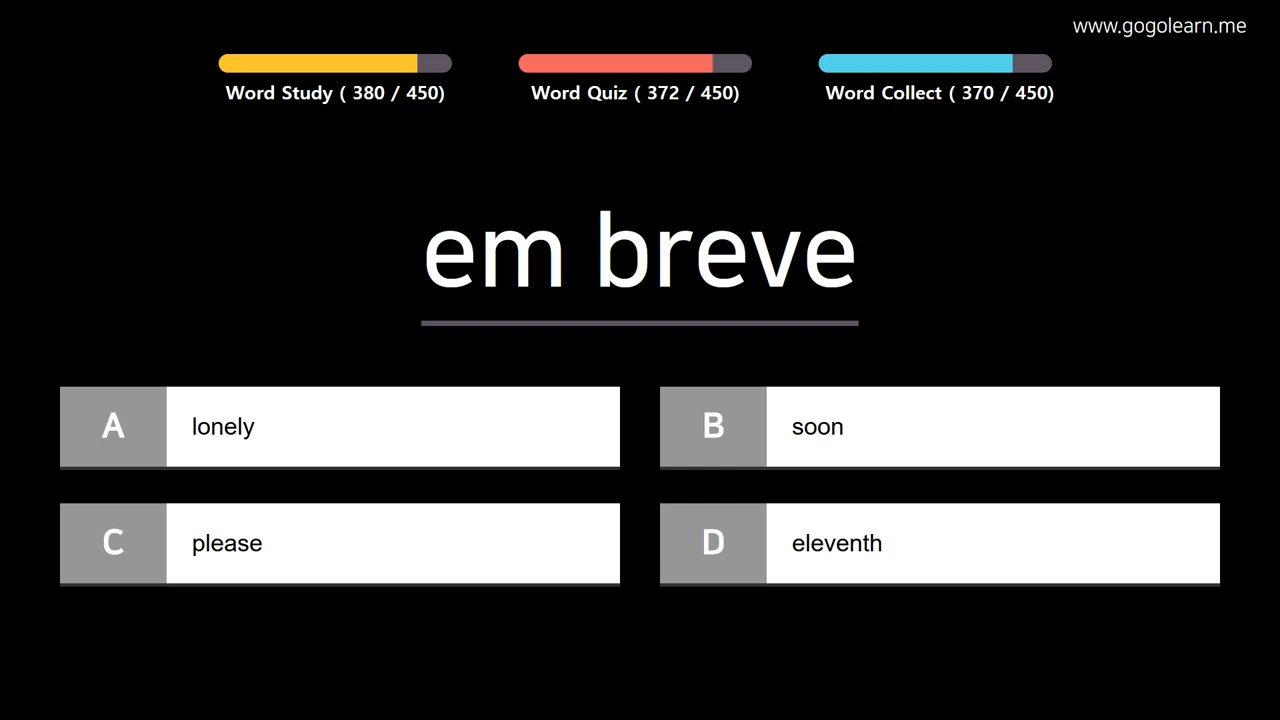 www.gogolearn.me
Word Study ( 380 / 450)
Word Quiz ( 372 / 450)
Word Collect ( 370 / 450)
em breve
A lonely
B soon
C please
D eleventh